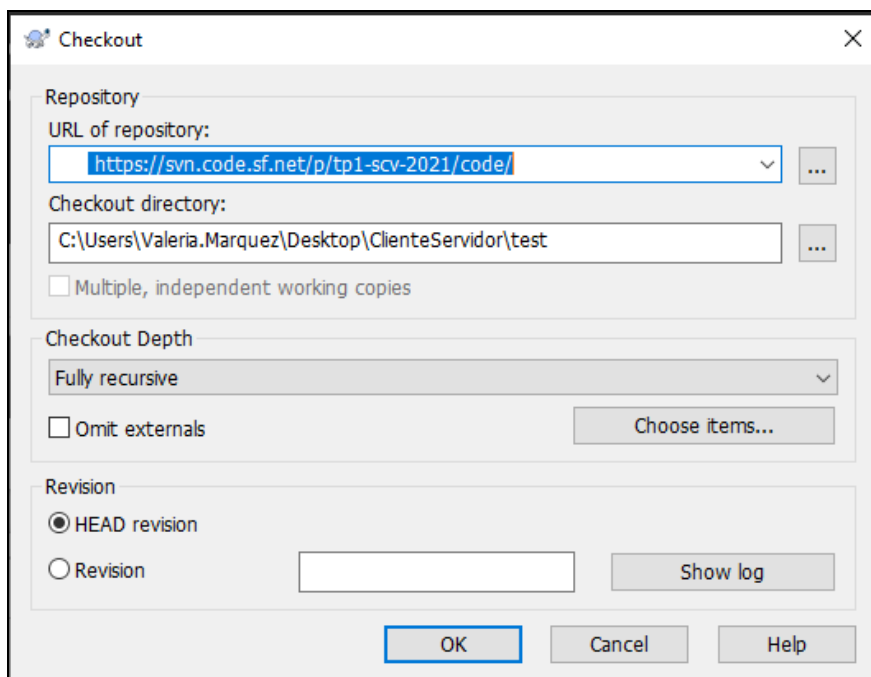 Checkout
Repository
URL of repository:
https://svn.code.sf.net/p/tp1-scv-2021/code/
...
Checkout directory:
C:\Users\Valeria.Marquez\Desktop\ClienteServidor\test
...
Multiple, independent working copies
Checkout Depth
Fully recursive
Omit externals
Choose items...
Revision
HEAD revision
Revision
Show log
OK Cancel Help